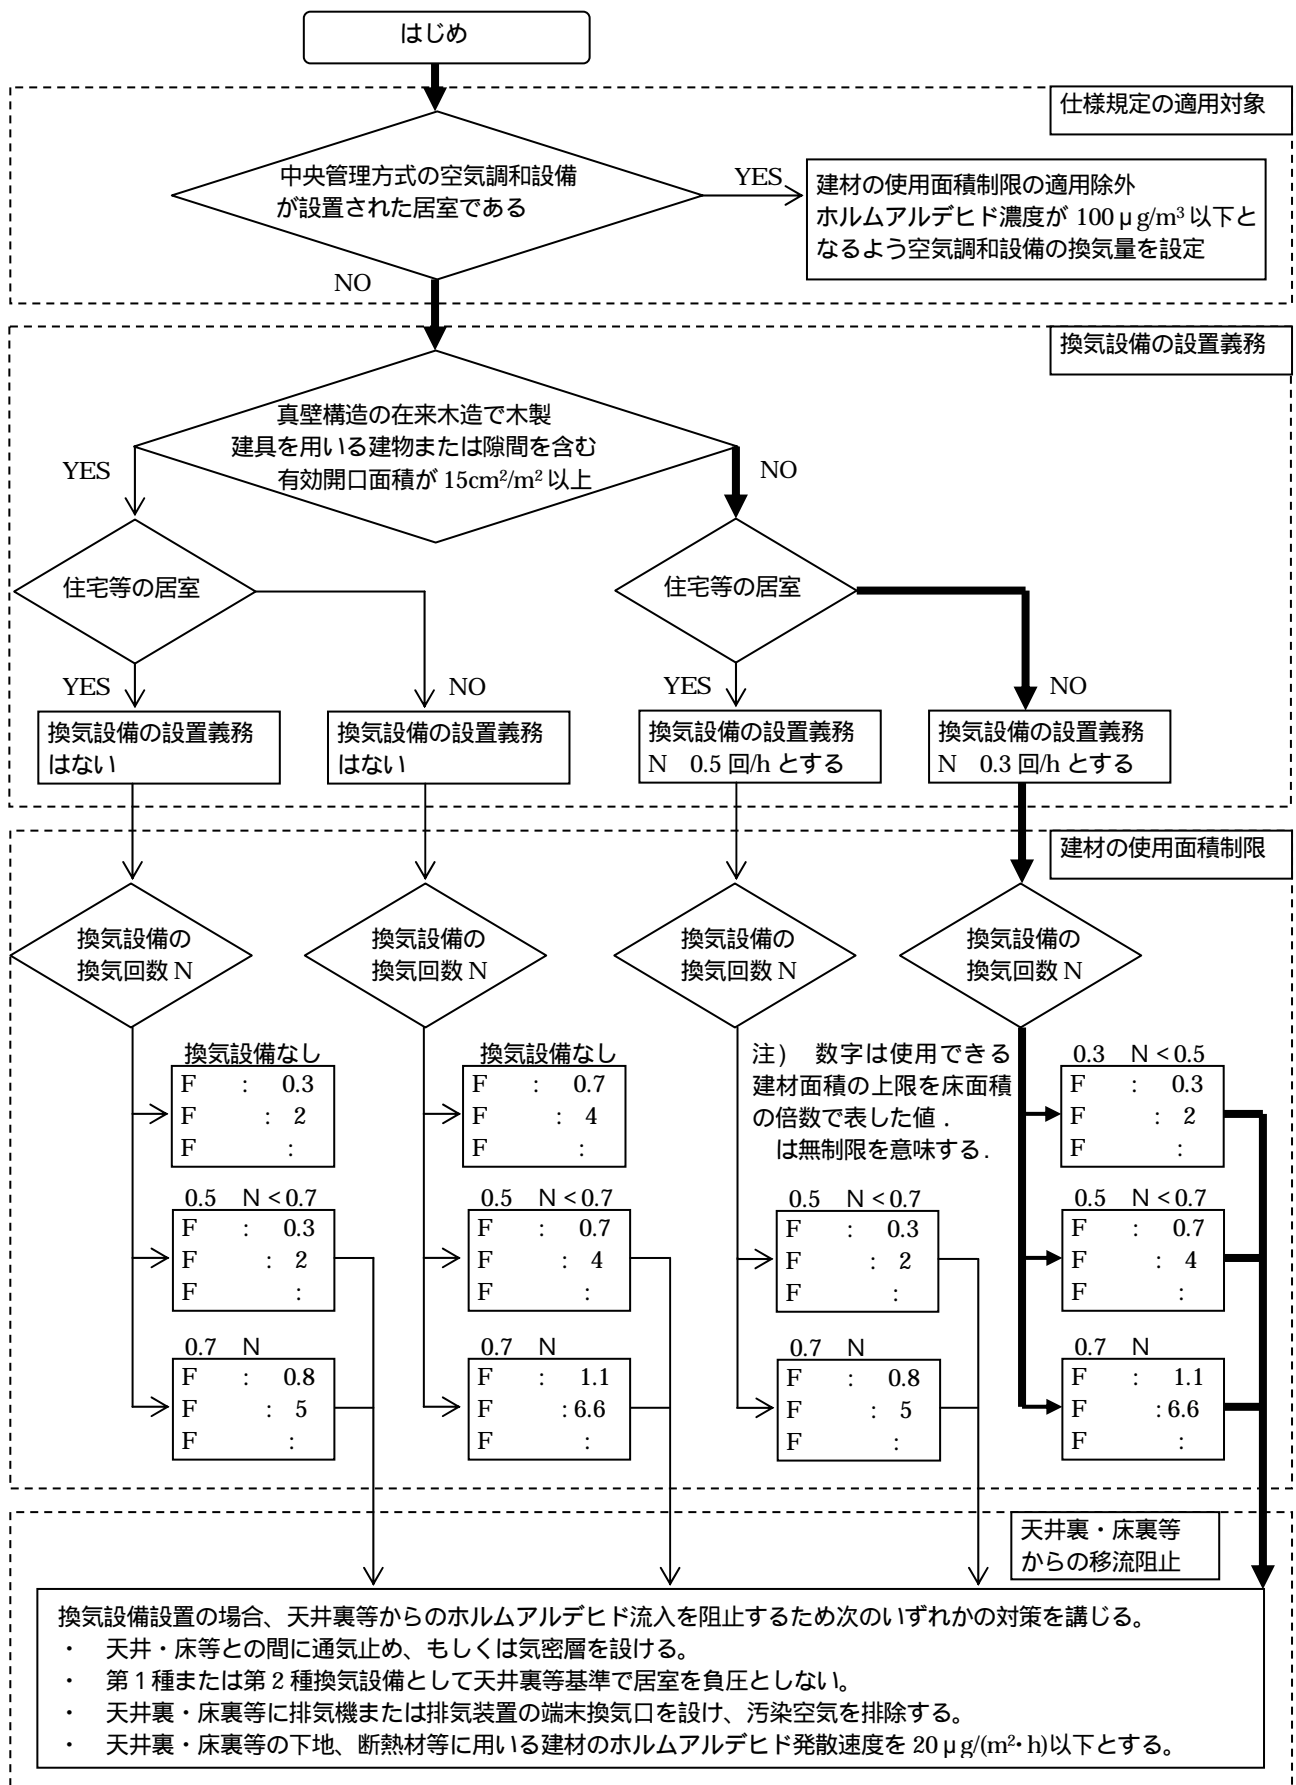 はじめ
仕様規定の適用対象
中央管理方式の空気調和設備
が設置された居室である
YES
建材の使用面積制限の適用除外
ホルムアルデヒド濃度が 100μg/m³以下と
なるよう空気調和設備の換気量を設定
NO
換気設備の設置義務
真壁構造の在来木造で木製
建具を用いる建物または隙間を含む
有効開口面積が 15cm²/m²以上
YES
NO
住宅等の居室
住宅等の居室
YES
NO
YES
NO
換気設備の設置義務
はない
換気設備の設置義務
はない
換気設備の設置義務
N 0.5 回/h とする
換気設備の設置義務
N 0.3 回/h とする
建材の使用面積制限
換気設備の
換気回数 N
換気設備の
換気回数 N
換気設備の
換気回数 N
換気設備の
換気回数 N
換気設備なし
F : 0.3
F : 2
F :
0.5 N<0.7
F : 0.3
F : 2
F :
0.7 N
F : 0.8
F : 5
F :
換気設備なし
F : 0.7
F : 4
F :
0.5 N<0.7
F : 0.7
F : 4
F :
0.7 N
F : 1.1
F :6.6
F :
注) 数字は使用できる
建材面積の上限を床面積
の倍数で表した値.
は無制限を意味する.
0.5 N<0.7
F : 0.3
F : 2
F :
0.7 N
F : 0.8
F : 5
F :
0.3 N<0.5
F : 0.3
F : 2
F :
0.5 N<0.7
F : 0.7
F : 4
F :
0.7 N
F : 1.1
F :6.6
F :
天井裏・床裏等
からの移流阻止
換気設備設置の場合、天井裏等からのホルムアルデヒド流入を阻止するため次のいずれかの対策を講じる。
・ 天井・床等との間に通気止め、もしくは気密層を設ける。
・ 第1種または第2種換気設備として天井裏等基準で居室を負圧としない。
・ 天井裏・床裏等に排気機または排気装置の端末換気口を設け、汚染空気を排除する。
・ 天井裏・床裏等の下地、断熱材等に用いる建材のホルムアルデヒド発散速度を 20μg/(m²・h)以下とする。